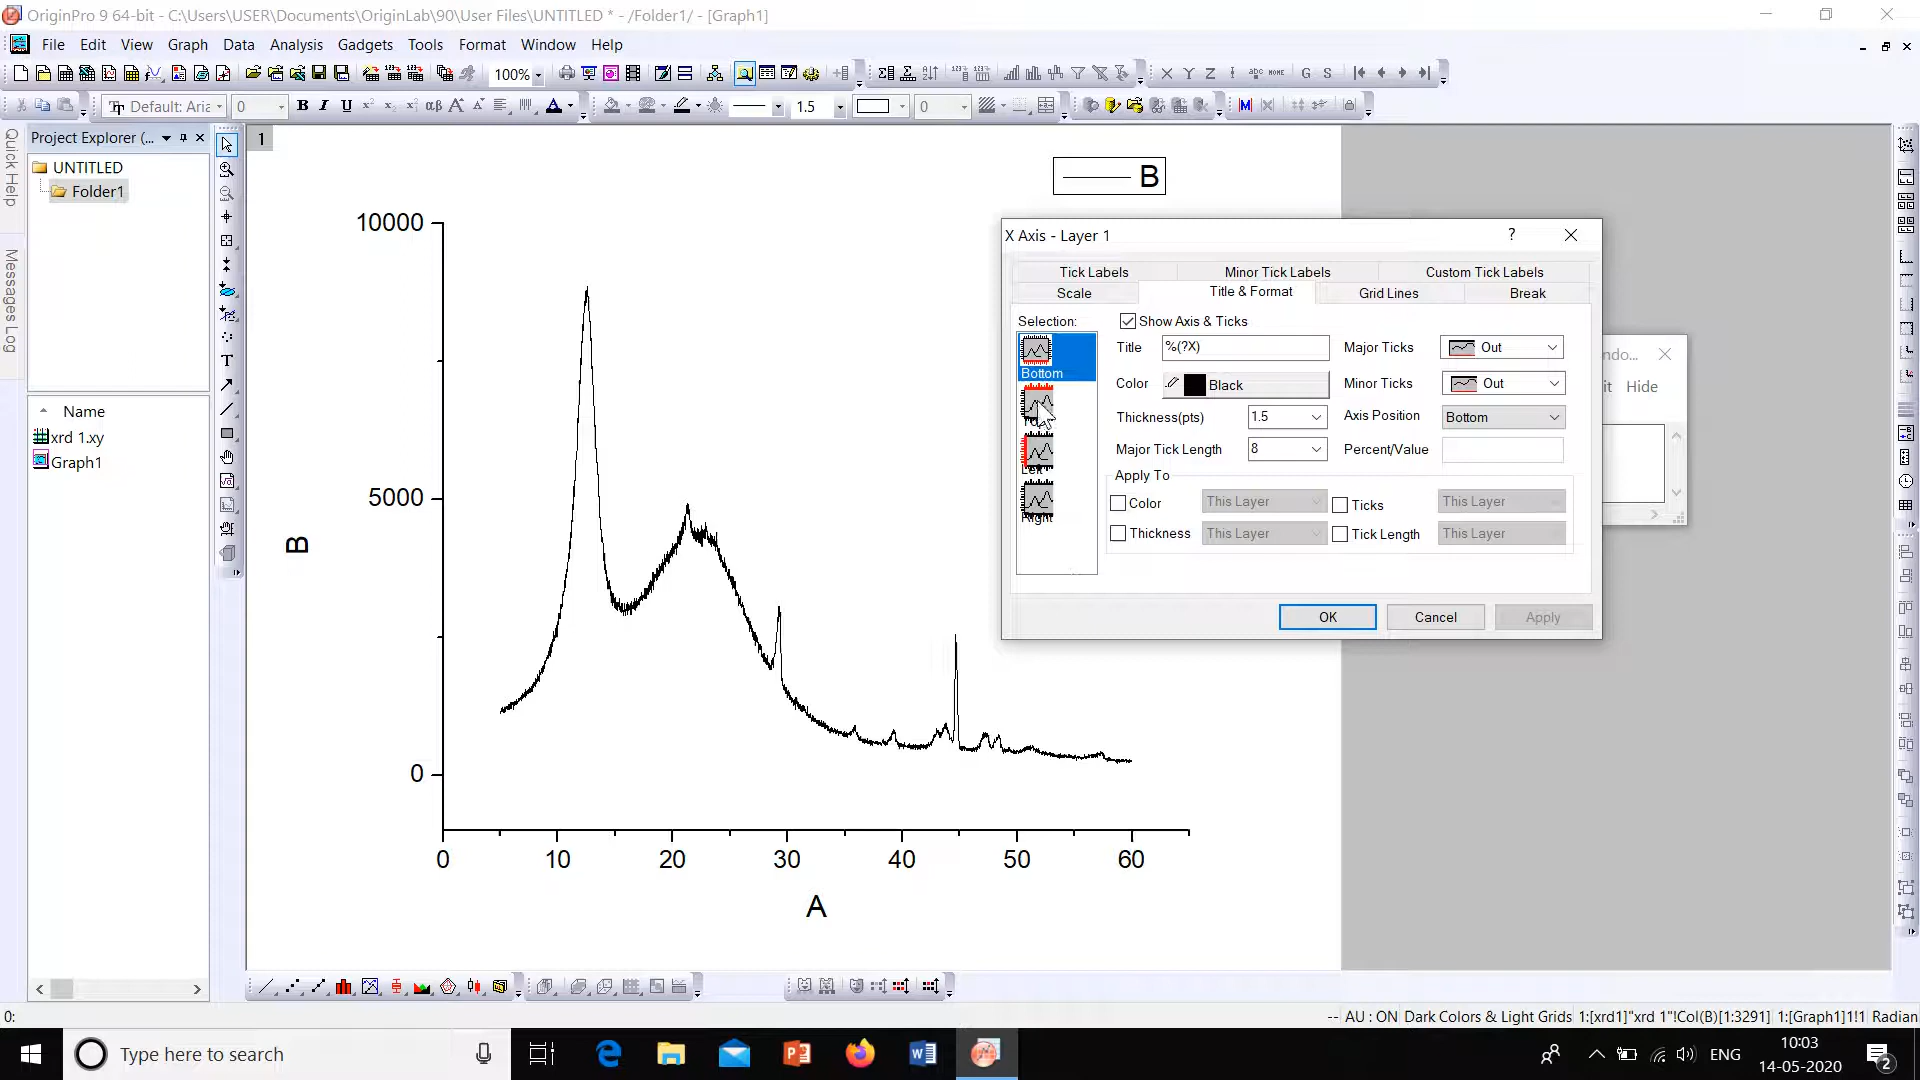 OriginPro 9 64-bit - C:\Users\USER\Documents\OriginLab\90\User Files\UNTITLED * - /Folder1/ - [Graph1]
File Edit View Graph Data Analysis Gadgets Tools Format Window Help
100%
Default: Aria 0 B I U αβ A 1.5 0
Quick Help
Messages Log
Project Explorer (...
UNTITLED
Folder1
Name
xrd 1.xy
Graph1
1
B
10000
5000
0
B
0 10 20 30 40 50 60
A
X Axis - Layer 1
Tick Labels Minor Tick Labels Custom Tick Labels
Scale Title & Format Grid Lines Break
Selection:
Bottom
Left
Right
Show Axis & Ticks
Title %(?X) Major Ticks Out
Color Black Minor Ticks Out
Thickness(pts) 1.5 Axis Position Bottom
Major Tick Length 8 Percent/Value
Apply To
Color This Layer Ticks This Layer
Thickness This Layer Tick Length This Layer
OK Cancel Apply
ndo...
it Hide
0:
-- AU : ON Dark Colors & Light Grids 1:[xrd1]"xrd 1"!Col(B)[1:3291] 1:[Graph1]1!1 Radian
Type here to search
ENG
10:03
14-05-2020
2